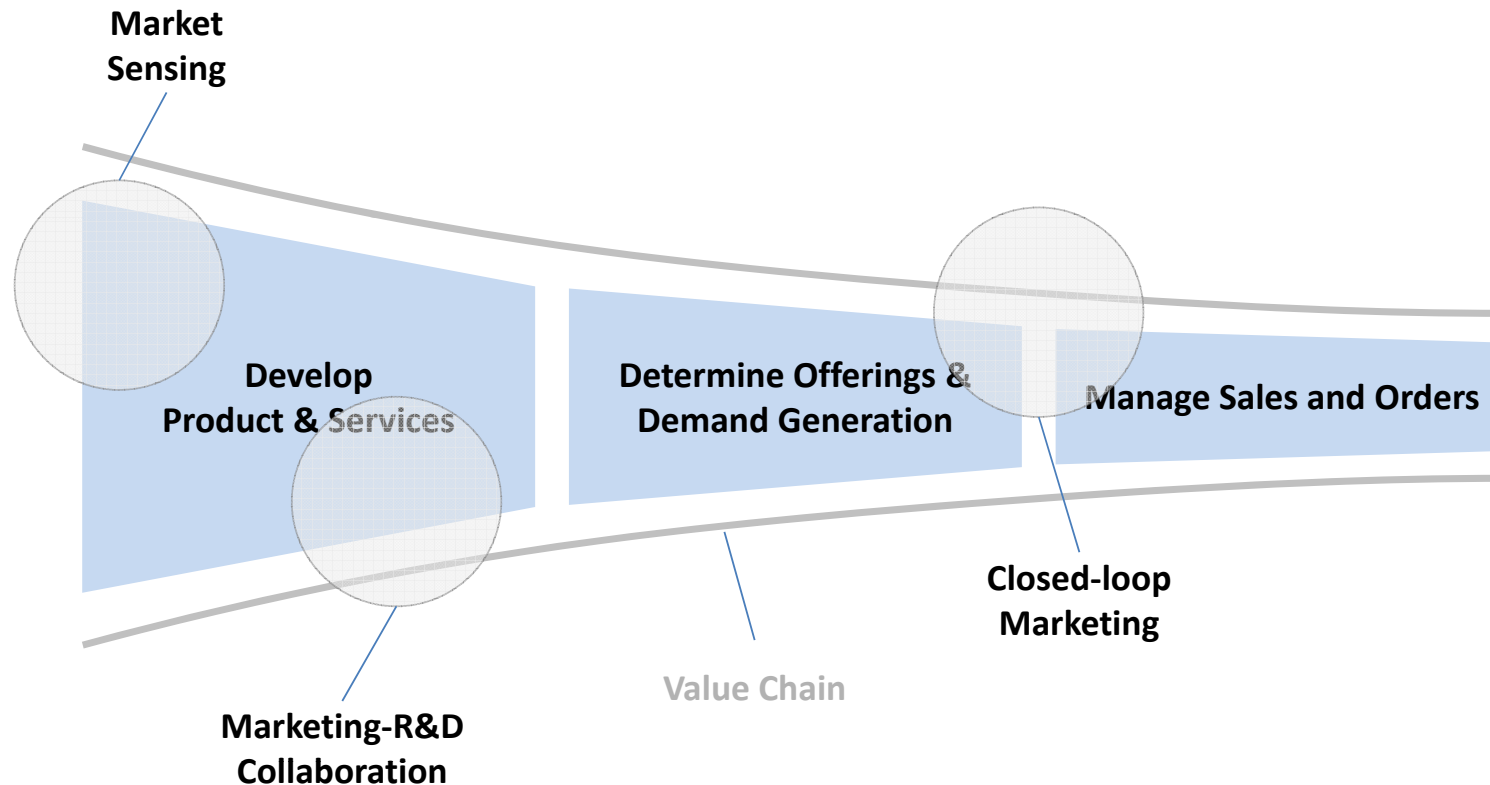 Market
Sensing
Develop
Product & Services
Determine Offerings &
Demand Generation
Manage Sales and Orders
Closed-loop
Marketing
Value Chain
Marketing-R&D
Collaboration